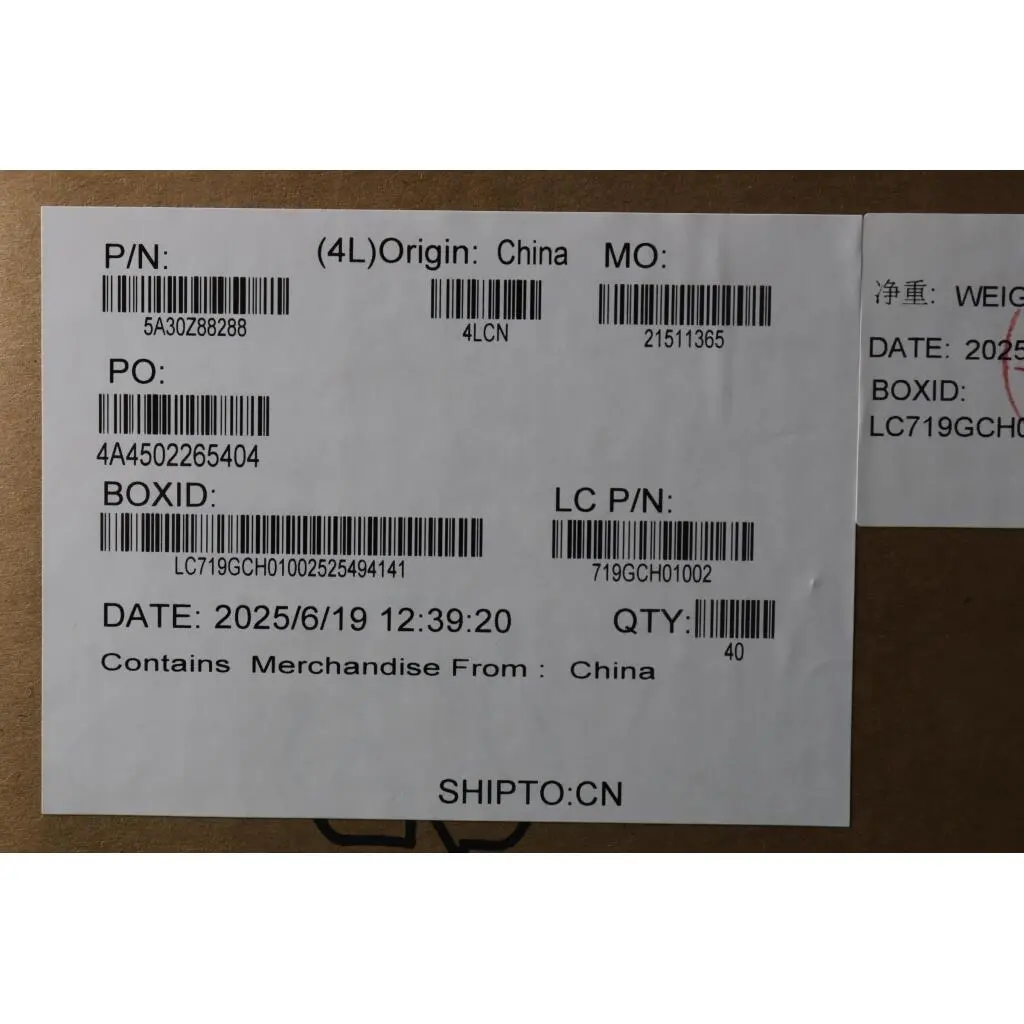 P/N: (4L)Origin: China MO:
5A30Z88288 4LCN 21511365
PO:
4A4502265404
BOXID: LC P/N:
LC719GCH01002525494141 719GCH01002
DATE: 2025/6/19 12:39:20 QTY:
40
Contains Merchandise From : China
SHIPTO:CN
净重: WEIG
DATE: 2025
BOXID:
LC719GCH0